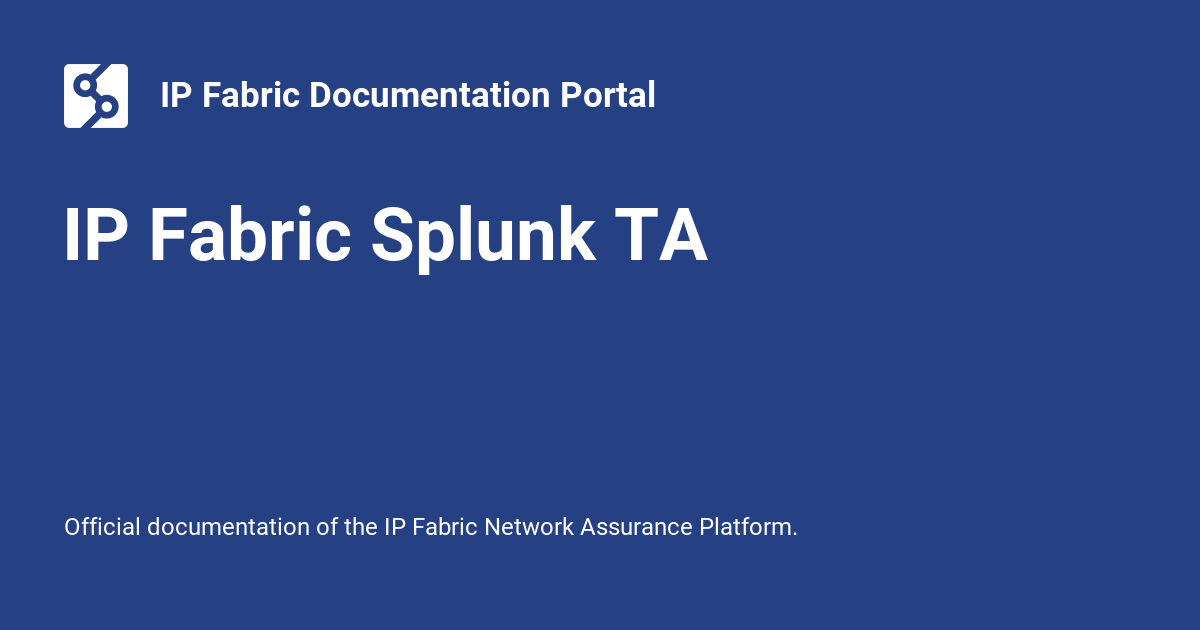 IP Fabric Documentation Portal
IP Fabric Splunk TA
Official documentation of the IP Fabric Network Assurance Platform.